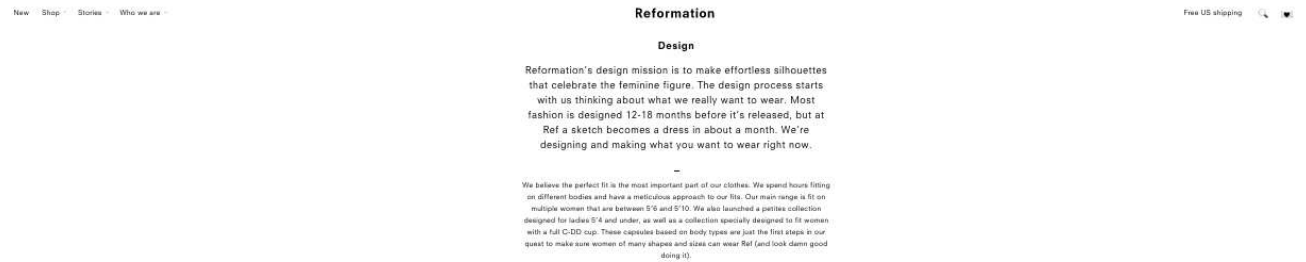 New Shop Stories Who we are Reformation Free US shipping
Design
Reformation's design mission is to make effortless silhouettes
that celebrate the feminine figure. The design process starts
with us thinking about what we really want to wear. Most
fashion is designed 12-18 months before it's released, but at
Ref a sketch becomes a dress in about a month. We're
designing and making what you want to wear right now.
–
We believe the perfect fit is the most important part of our clothes. We spend hours fitting
on different bodies and have a meticulous approach to our fits. Our main range is fit on
multiple women that are between 5'6 and 5'10. We also launched a petites collection
designed for ladies 5'4 and under, as well as a collection specially designed to fit women
with a full C-DD cup. These capsules based on body types are just the first steps in our
quest to make sure women of many shapes and sizes can wear Ref (and look damn good
doing it).